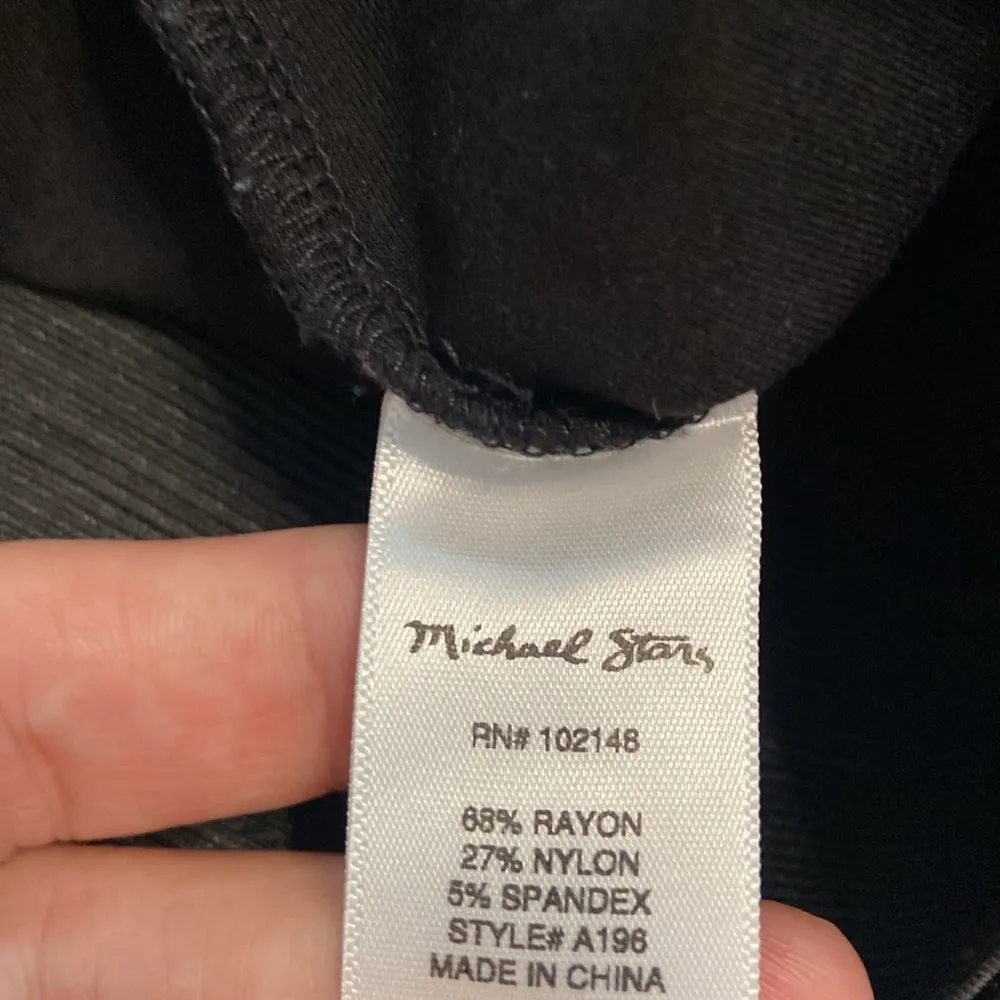 Michael Stars
RN# 102148
68% RAYON
27% NYLON
5% SPANDEX
STYLE# A196
MADE IN CHINA